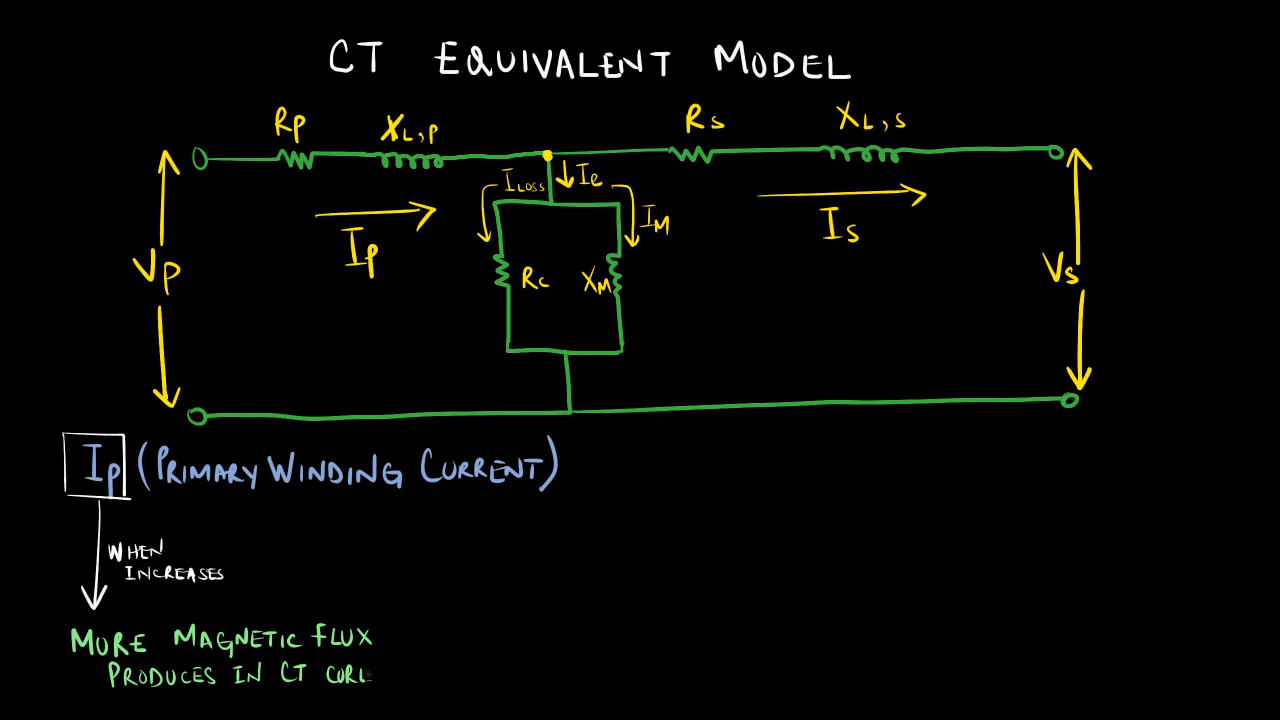 CT EQUIVALENT MODEL
Rp XL,p Rs XL,s
ILOSS Ie
IM
Ip Is
Vp Rc XM Vs
Ip (PRIMARY WINDING CURRENT)
WHEN
INCREASES
MORE MAGNETIC FLUX
PRODUCES IN CT